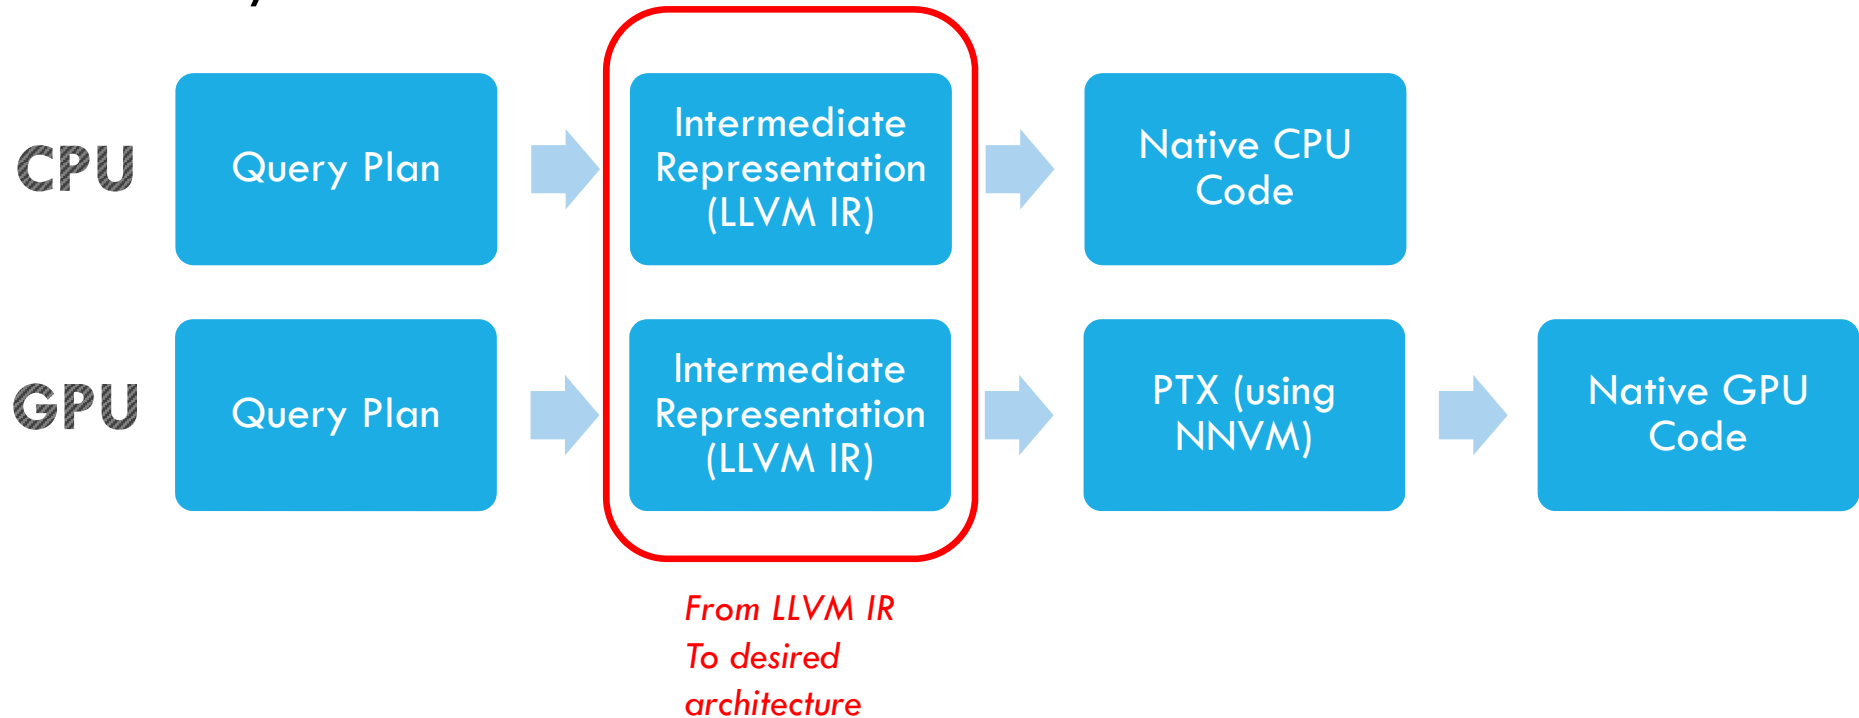 CPU
Query Plan
Intermediate
Representation
(LLVM IR)
Native CPU
Code
GPU
Query Plan
Intermediate
Representation
(LLVM IR)
PTX (using
NNVM)
Native GPU
Code
From LLVM IR
To desired
architecture